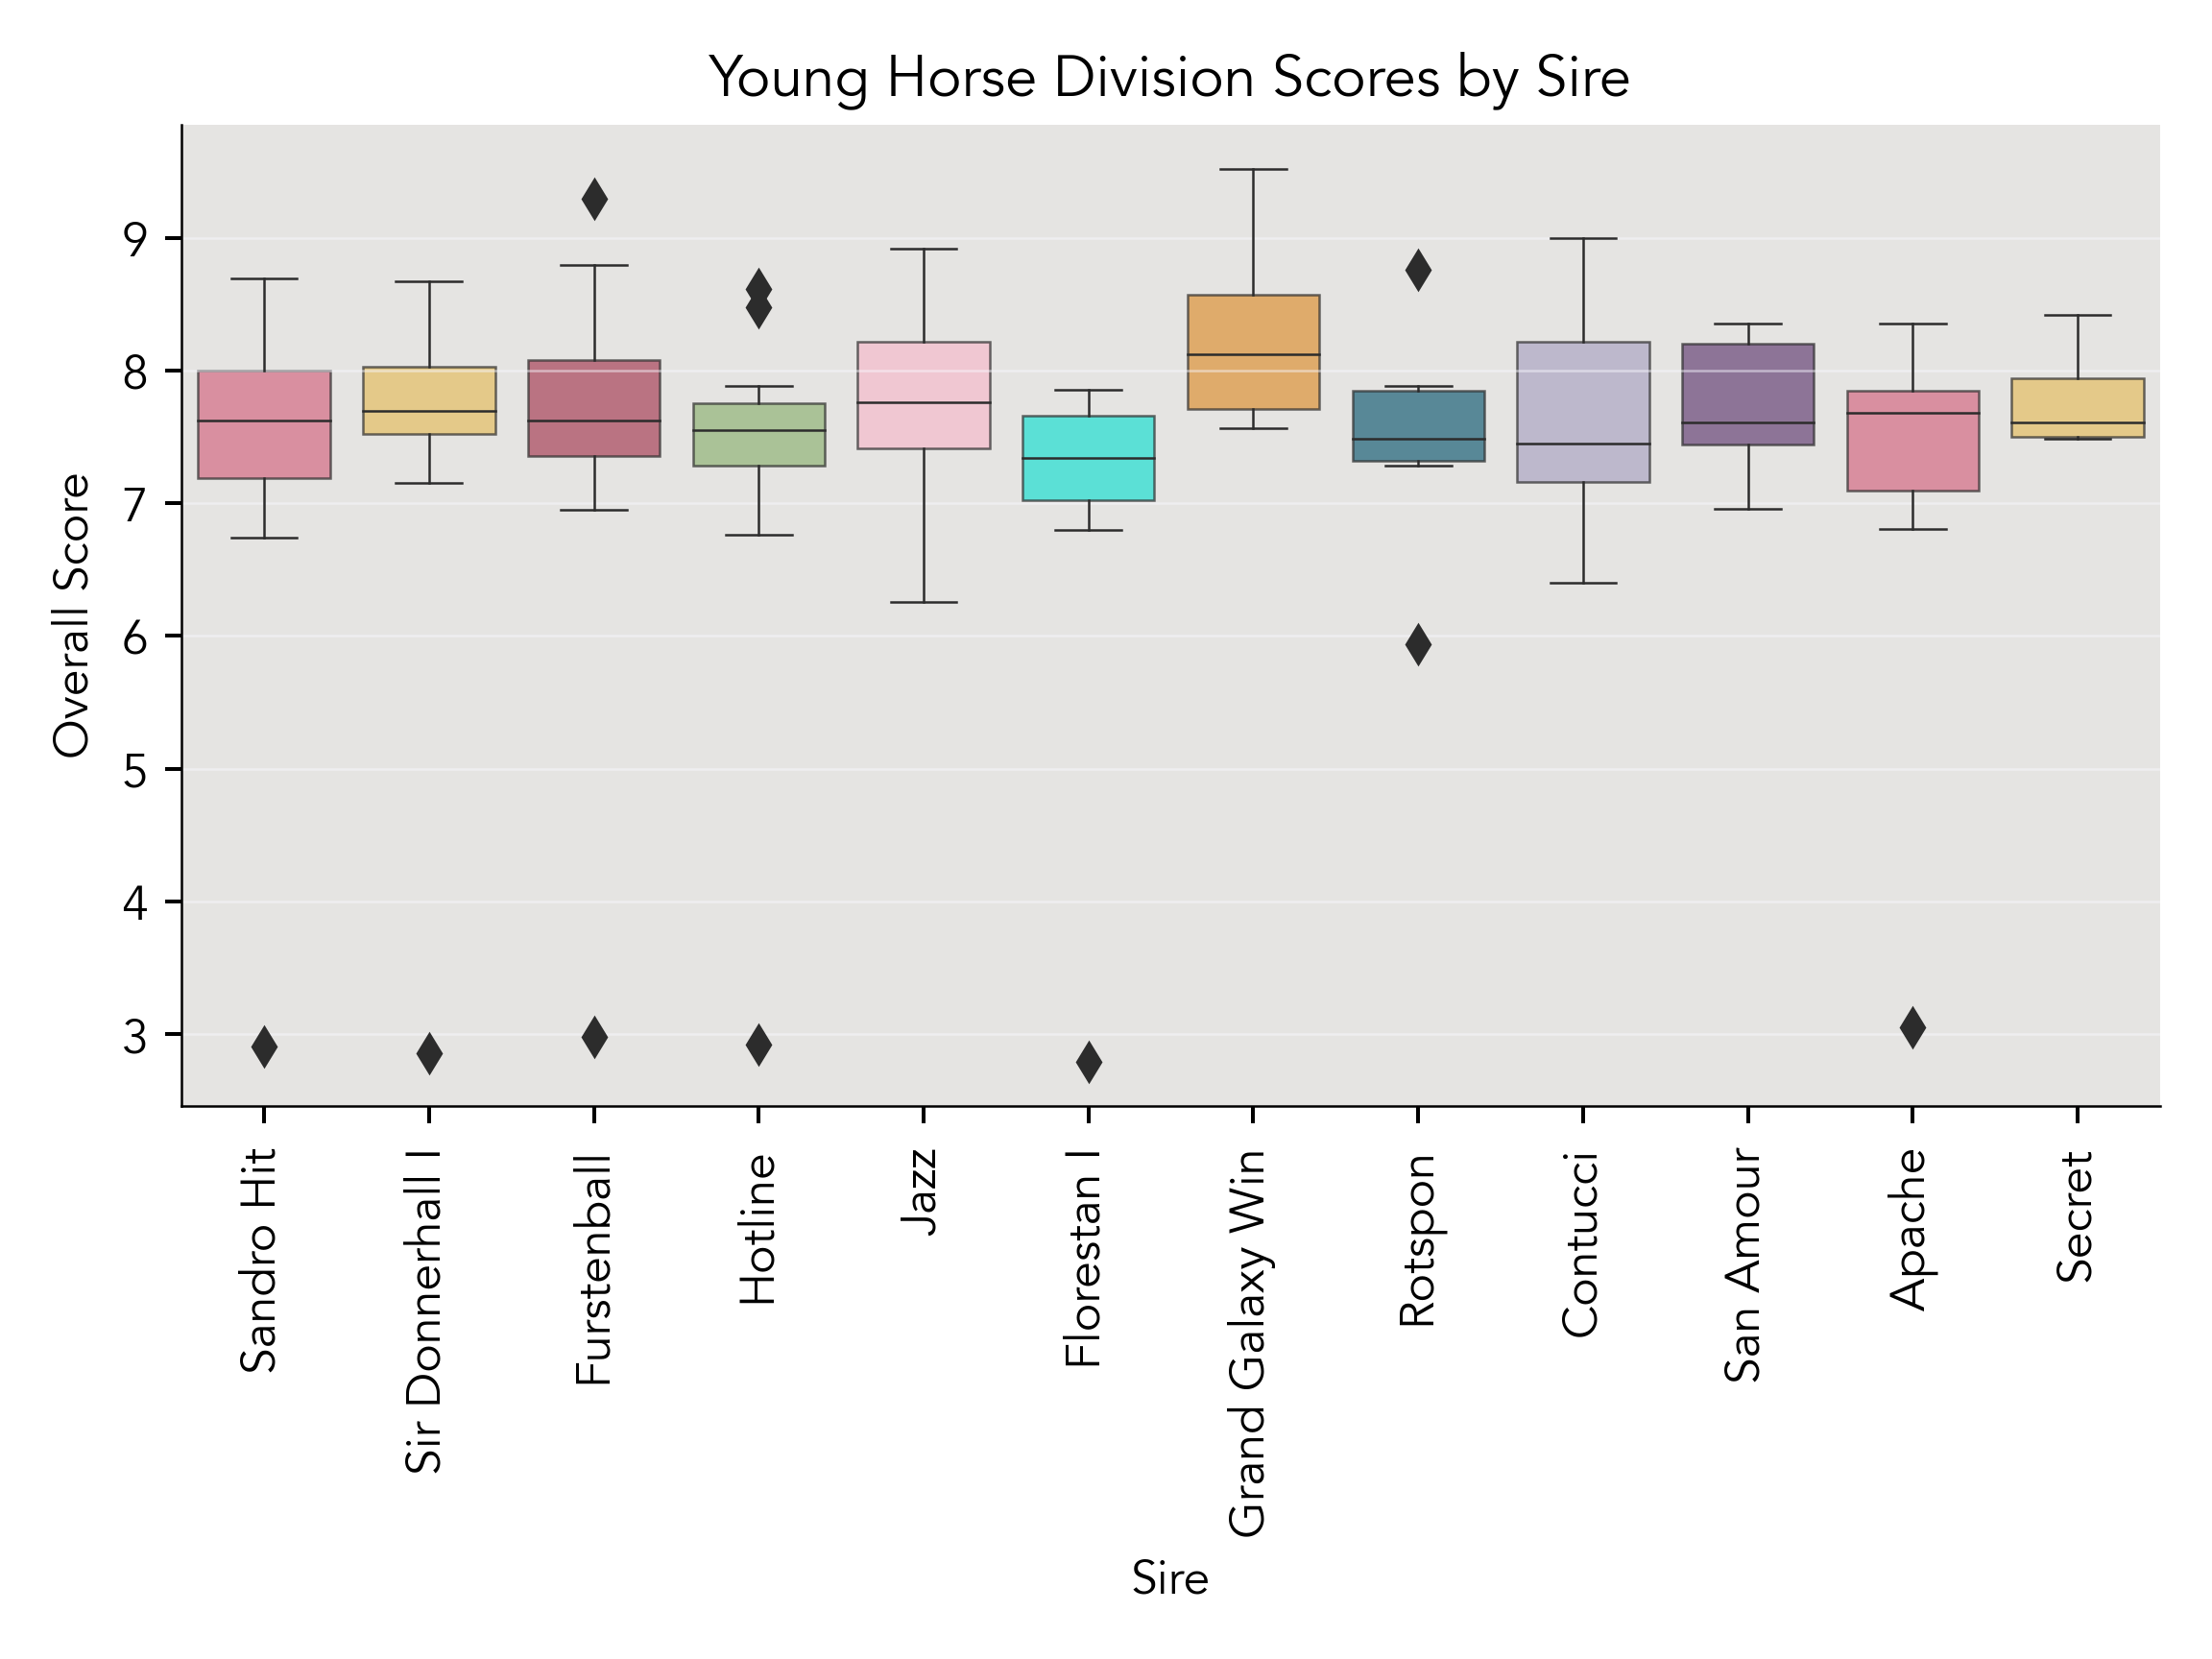 Young Horse Division Scores by Sire
Overall Score
9
8
7
6
5
4
3
Sandro Hit
Sir Donnerhall I
Furstenball
Hotline
Jazz
Florestan I
Grand Galaxy Win
Rotspon
Contucci
San Amour
Apache
Secret
Sire